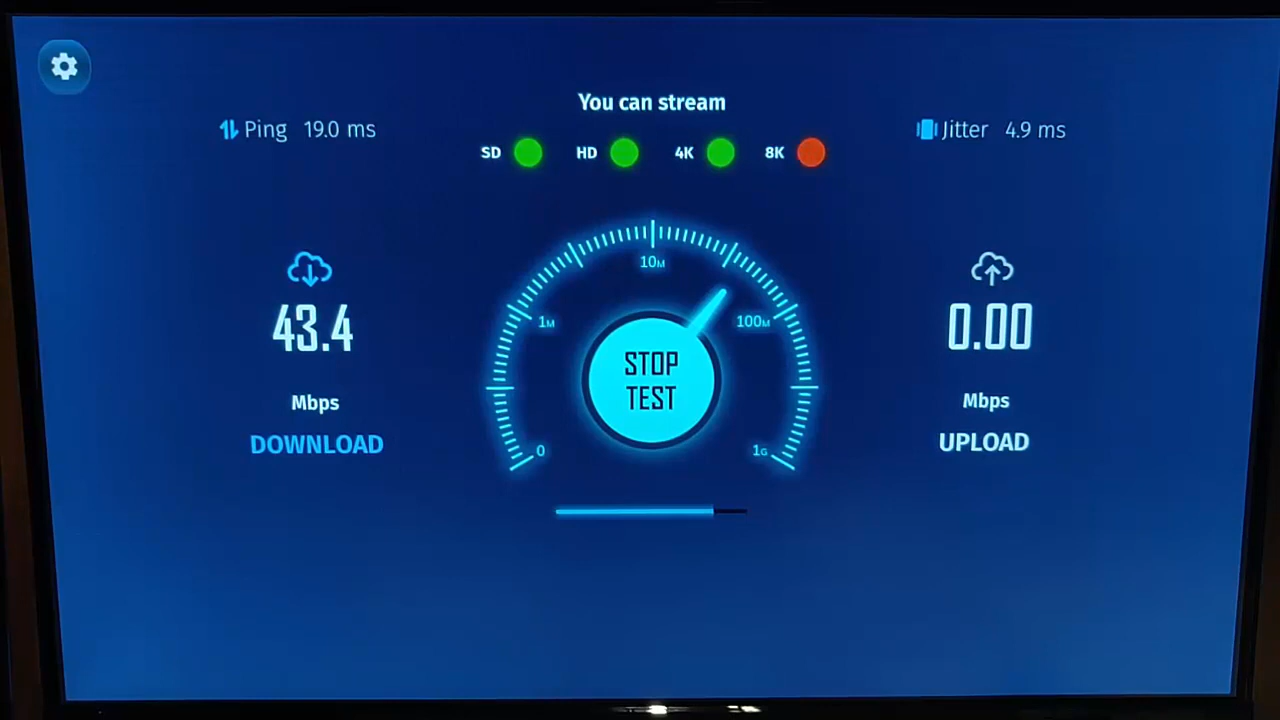 You can stream
Ping 19.0 ms
Jitter 4.9 ms
SD HD 4K 8K
10M
1M
100M
43.4
0.00
STOP
TEST
Mbps
Mbps
DOWNLOAD
UPLOAD
0
1G